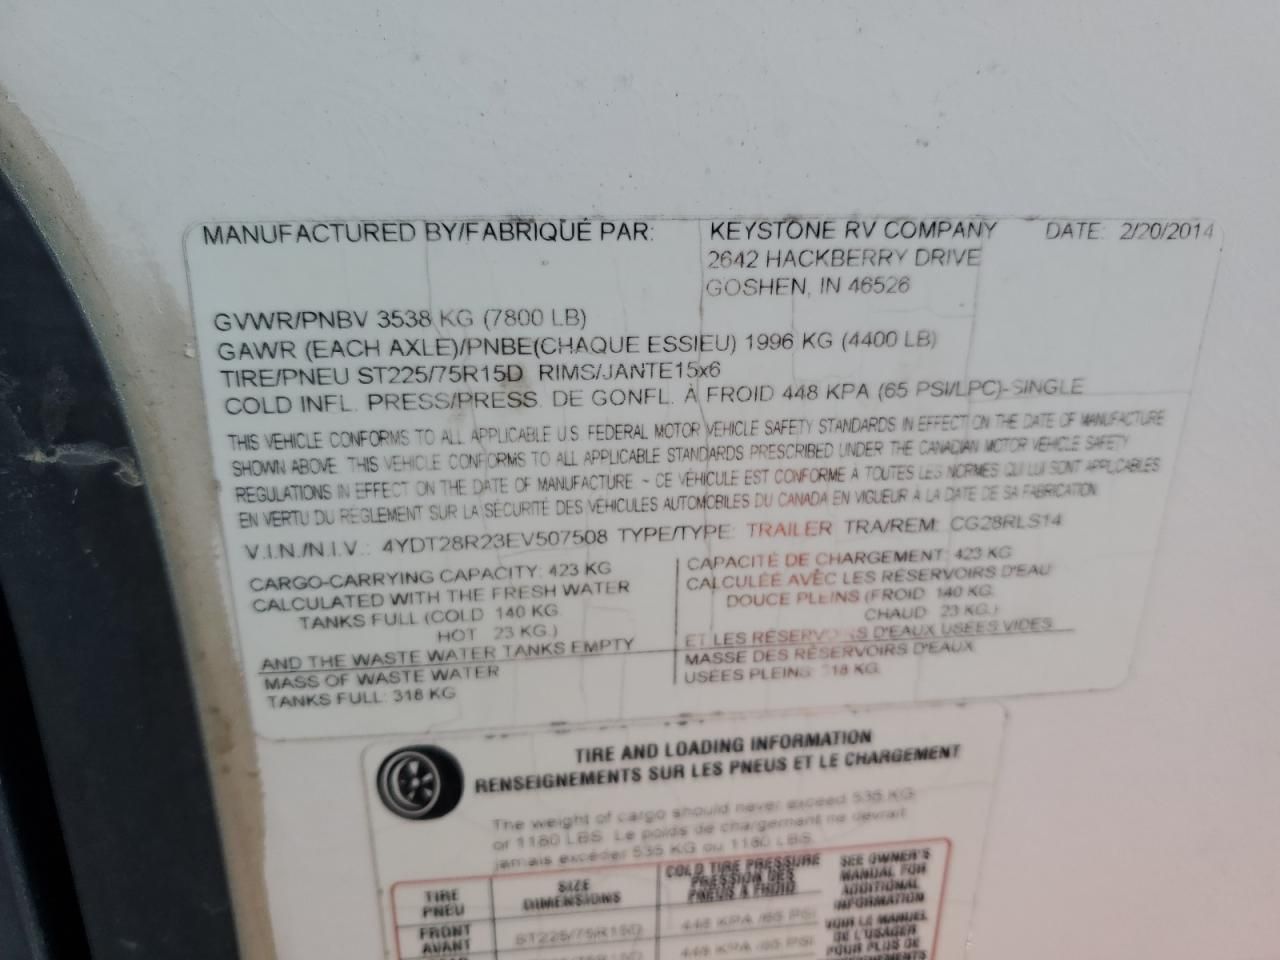 MANUFACTURED BY/FABRIQUÉ PAR: KEYSTONE RV COMPANY DATE: 2/20/2014
2642 HACKBERRY DRIVE
GOSHEN, IN 46526
GVWR/PNBV 3538 KG (7800 LB)
GAWR (EACH AXLE)/PNBE(CHAQUE ESSIEU) 1996 KG (4400 LB)
TIRE/PNEU ST225/75R15D RIMS/JANTE15x6
COLD INFL. PRESS/PRESS. DE GONFL. À FROID 448 KPA (65 PSI/LPC)-SINGLE
THIS VEHICLE CONFORMS TO ALL APPLICABLE U.S. FEDERAL MOTOR VEHICLE SAFETY STANDARDS IN EFFECT ON THE DATE OF MANUFACTURE
SHOWN ABOVE. THIS VEHICLE CONFORMS TO ALL APPLICABLE STANDARDS PRESCRIBED UNDER THE CANADIAN MOTOR VEHICLE SAFETY
REGULATIONS IN EFFECT ON THE DATE OF MANUFACTURE ~ CE VÉHICULE EST CONFORME À TOUTES LES NORMES QUI LUI SONT APPLICABLES
EN VERTU DU RÉGLEMENT SUR LA SÉCURITÉ DES VÉHICULES AUTOMOBILES DU CANADA EN VIGUEUR À LA DATE DE SA FABRICATION
V.I.N./N.I.V.: 4YDT28R23EV507508 TYPE/TYPE: TRAILER TRA/REM: CG28RLS14
CARGO-CARRYING CAPACITY: 423 KG
CALCULATED WITH THE FRESH WATER
TANKS FULL (COLD 140 KG.
HOT 23 KG.)
AND THE WASTE WATER TANKS EMPTY
MASS OF WASTE WATER
TANKS FULL: 318 KG
CAPACITÉ DE CHARGEMENT: 423 KG
CALCULÉE AVEC LES RÉSERVOIRS D'EAU
DOUCE PLEINS (FROID 140 KG.
CHAUD 23 KG.)
ET LES RÉSERVOIRS D'EAUX USÉES VIDES
MASSE DES RÉSERVOIRS D'EAUX
USÉES PLEINS: 318 KG.
TIRE AND LOADING INFORMATION
RENSEIGNEMENTS SUR LES PNEUS ET LE CHARGEMENT
The weight of cargo should never exceed 535 KG
or 1180 LBS. Le poids de chargement ne devrait
jamais excéder 535 KG ou 1180 LBS.
TIRE
PNEU
SIZE
DIMENSIONS
COLD TIRE PRESSURE
PRESSION DES
PNEUS À FROID
SEE OWNER'S
MANUAL FOR
ADDITIONAL
INFORMATION
FRONT
AVANT
ST225/75R15D
448 KPA /65 PSI
VOIR LE MANUEL
DE L'USAGER
POUR PLUS DE
448 KPA /65 PSI